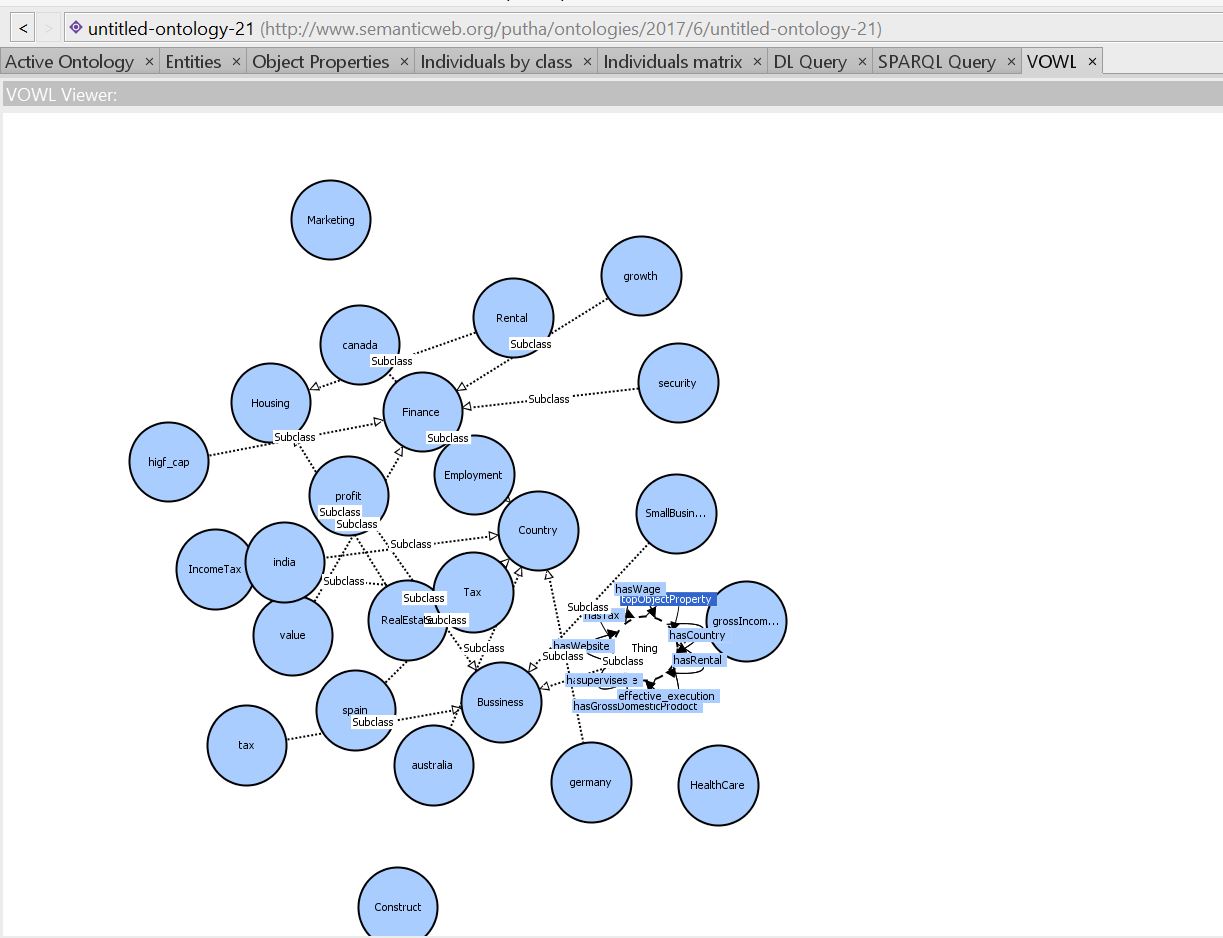 < > untitled-ontology-21 (http://www.semanticweb.org/putha/ontologies/2017/6/untitled-ontology-21)
Active Ontology × Entities × Object Properties × Individuals by class × Individuals matrix × DL Query × SPARQL Query × VOWL ×
VOWL Viewer:
Marketing
growth
Rental
Subclass
canada
Subclass
security
Subclass
Housing
Finance
Subclass
Subclass
higf_cap
Employment
profit
Subclass
Subclass
SmallBusin...
Country
Subclass
IncomeTax
india
Subclass
Tax
hasWage
topObjectProperty
Subclass
Subclass
hasTax
RealEstate
Subclass
grossIncom...
value
hasCountry
hasWebsite
Thing
Subclass
Subclass
hasRental
Subclass
supervises
effective_execution
hasGrossDomesticProdoct
Bussiness
spain
Subclass
tax
australia
germany
HealthCare
Construct